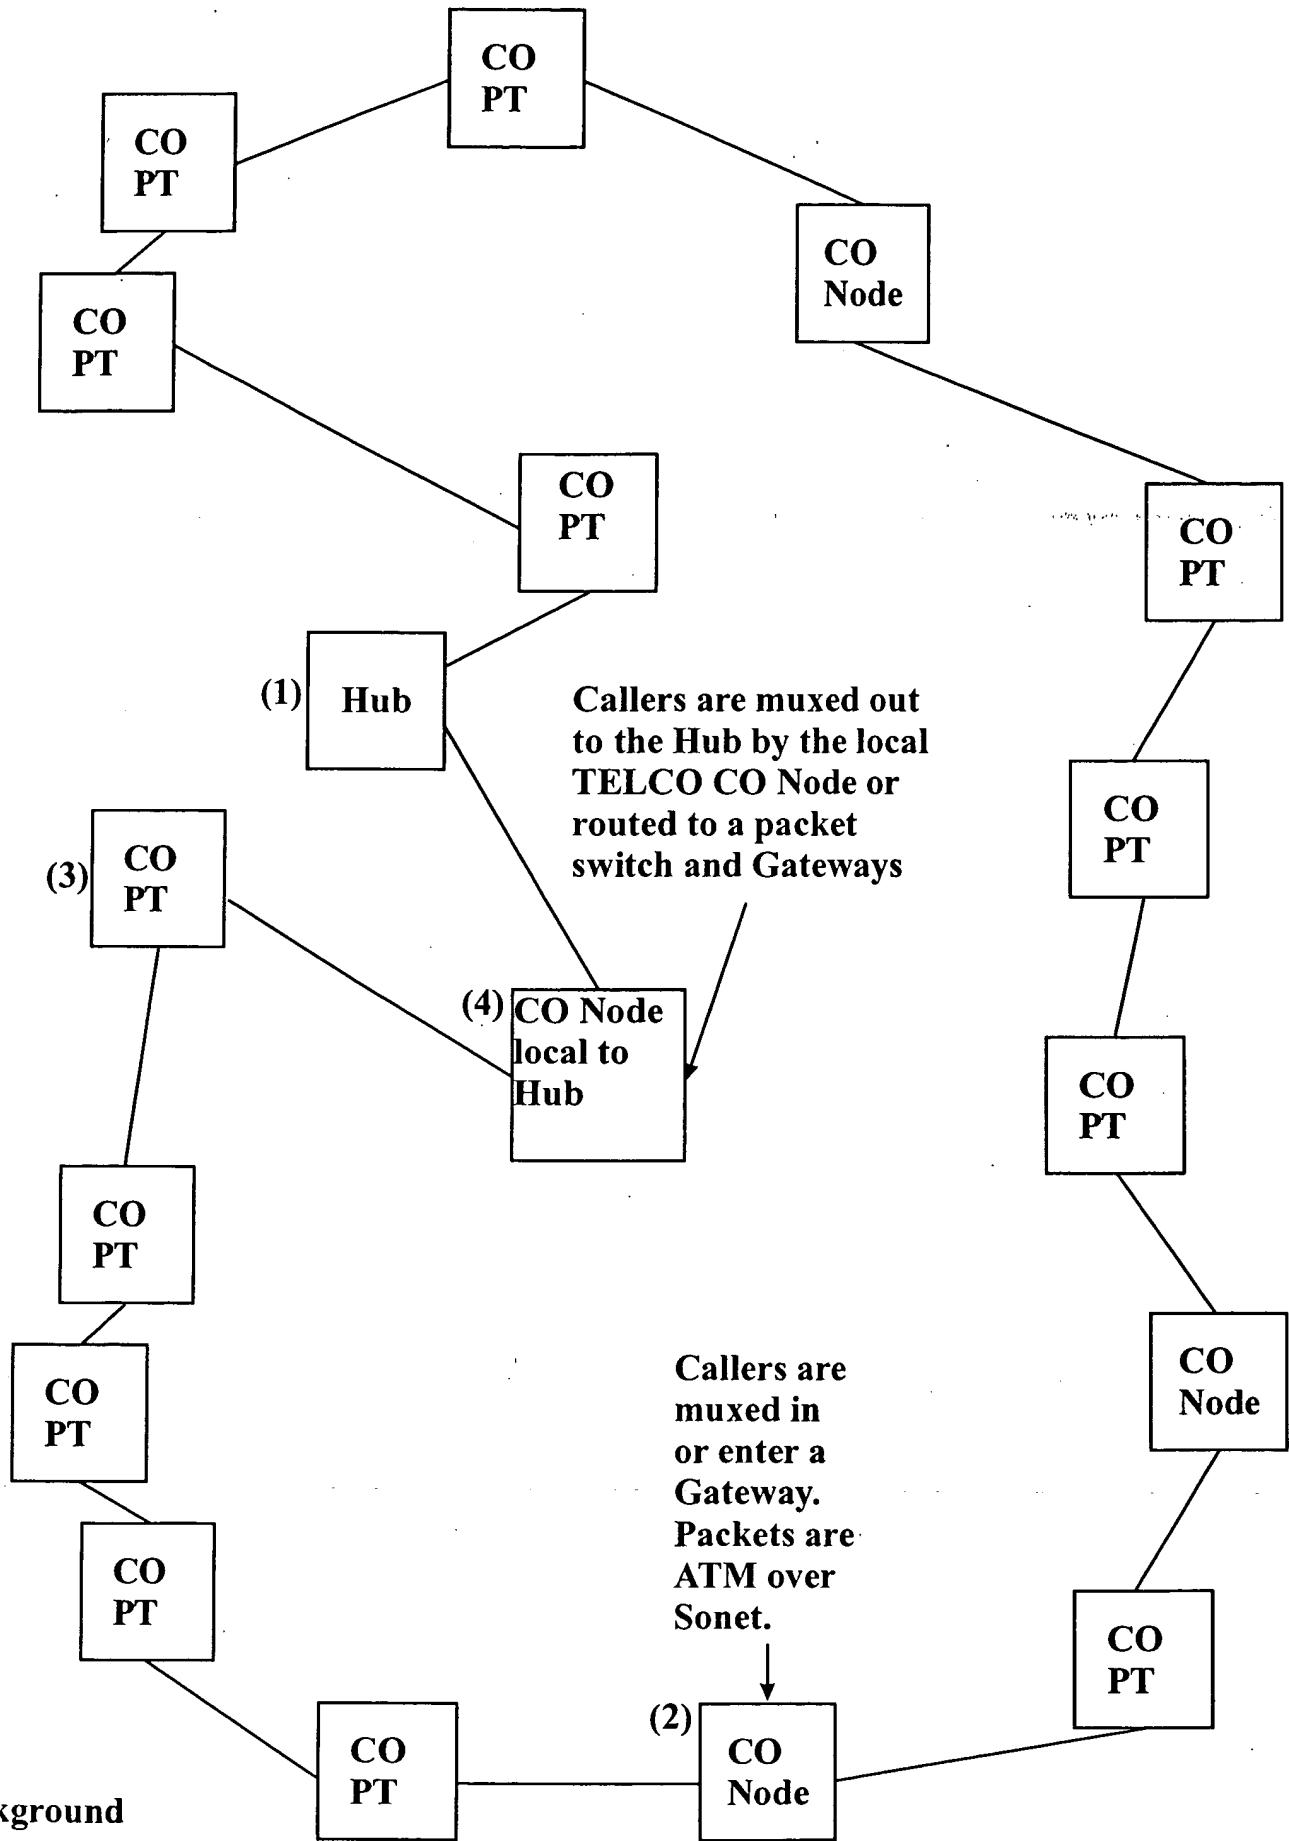 CO
PT
CO
PT
CO
Node
CO
PT
CO
PT
CO
PT
(1)
Hub
Callers are muxed out
to the Hub by the local
TELCO CO Node or
routed to a packet
switch and Gateways
CO
PT
(3)
CO
PT
(4)
CO Node
local to
Hub
CO
PT
CO
PT
CO
PT
Callers are
muxed in
or enter a
Gateway.
Packets are
ATM over
Sonet.
CO
Node
CO
PT
CO
PT
(2)
CO
Node
CO
PT
CO
PT
kground